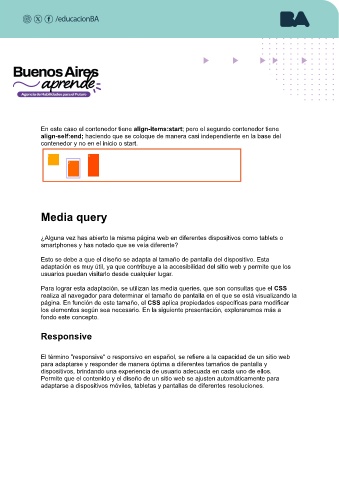 /educacionBA
BA
Buenos Aires
aprende
Agencia de Habilidades para el Futuro
En este caso el contenedor tiene align-items:start; pero el segundo contenedor tiene
align-self:end; haciendo que se coloque de manera casi independiente en la base del
contenedor y no en el inicio o start.
Media query
¿Alguna vez has abierto la misma página web en diferentes dispositivos como tablets o
smartphones y has notado que se veía diferente?
Esto se debe a que el diseño se adapta al tamaño de pantalla del dispositivo. Esta
adaptación es muy útil, ya que contribuye a la accesibilidad del sitio web y permite que los
usuarios puedan visitarlo desde cualquier lugar.
Para lograr esta adaptación, se utilizan las media queries, que son consultas que el CSS
realiza al navegador para determinar el tamaño de pantalla en el que se está visualizando la
página. En función de este tamaño, el CSS aplica propiedades específicas para modificar
los elementos según sea necesario. En la siguiente presentación, exploraremos más a
fondo este concepto.
Responsive
El término "responsive" o responsivo en español, se refiere a la capacidad de un sitio web
para adaptarse y responder de manera óptima a diferentes tamaños de pantalla y
dispositivos, brindando una experiencia de usuario adecuada en cada uno de ellos.
Permite que el contenido y el diseño de un sitio web se ajusten automáticamente para
adaptarse a dispositivos móviles, tabletas y pantallas de diferentes resoluciones.